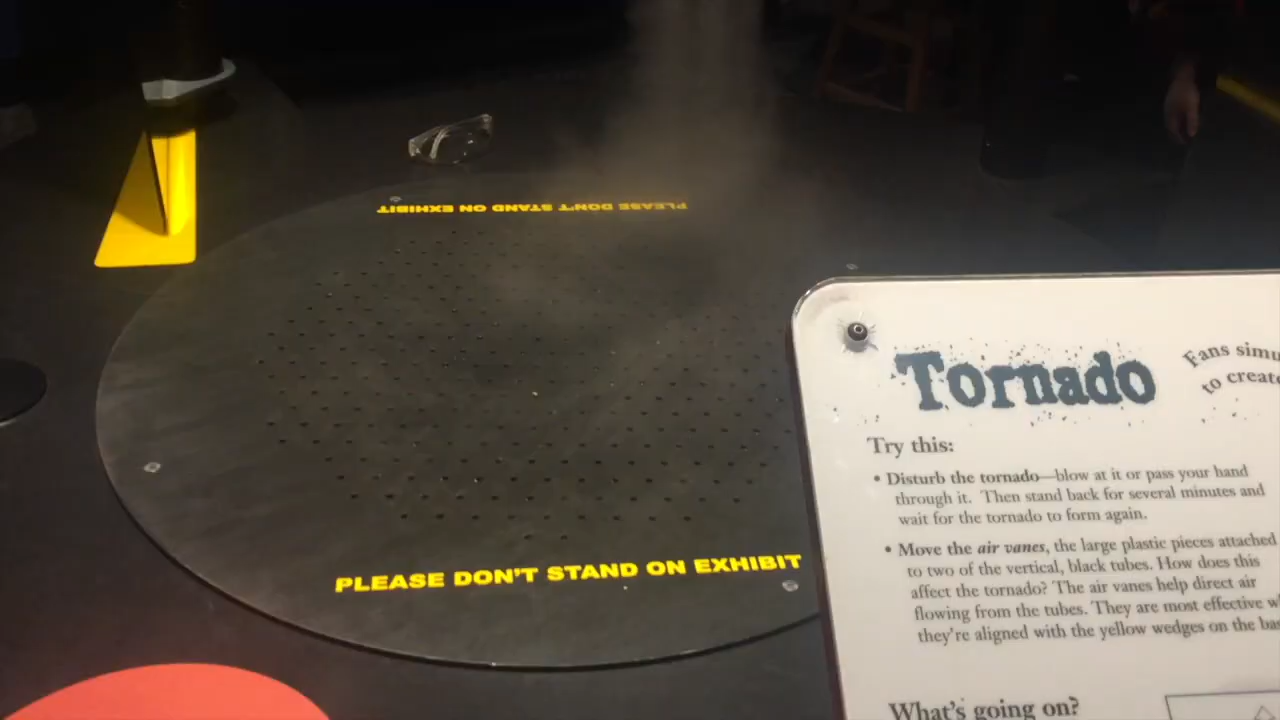 PLEASE DON'T STAND ON EXHIBIT
Tornado
Fans
to create
Try this:
• Disturb the tornado—blow at it or pass your hand
through it. Then stand back for several minutes and
wait for the tornado to form again.
• Move the air vanes, the large plastic pieces attached
to two of the vertical, black tubes. How does this
affect the tornado? The air vanes help direct air
flowing from the tubes. They are most effective
they're aligned with the yellow wedges on the
PLEASE DON'T STAND ON EXHIBIT
What's going on?